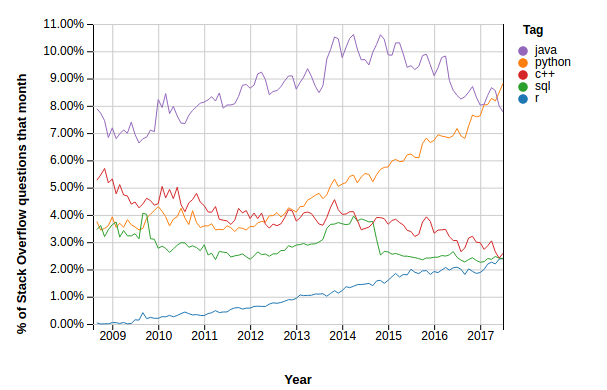 11.00%
10.00%
9.00%
8.00%
7.00%
6.00%
5.00%
4.00%
3.00%
2.00%
1.00%
0.00%
% of Stack Overflow questions that month
2009 2010 2011 2012 2013 2014 2015 2016 2017
Year
Tag
java
python
c++
sql
r